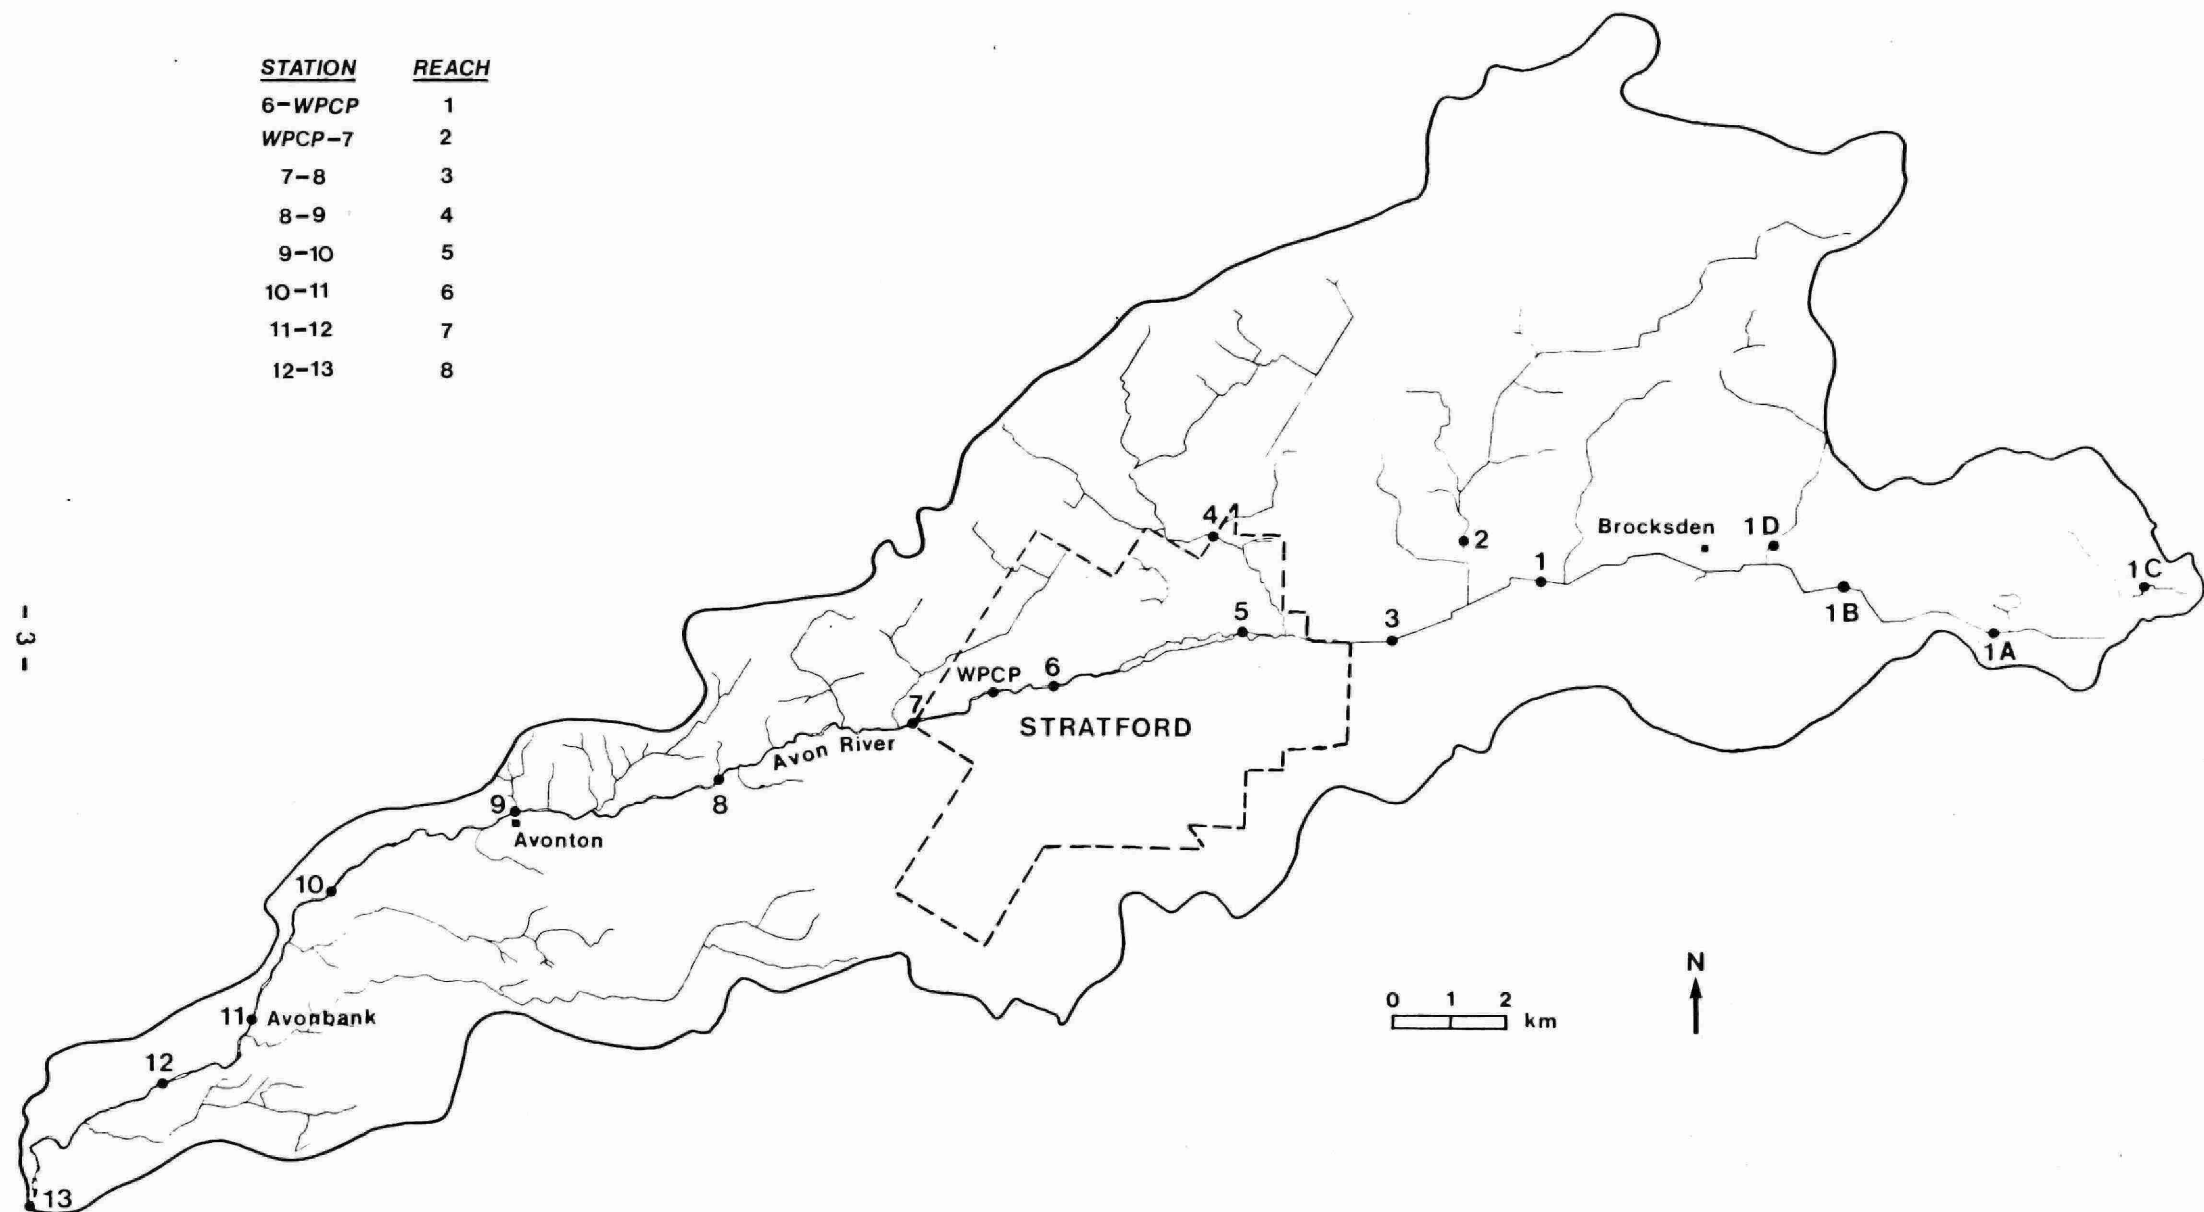 STATION REACH
6-WPCP 1
WPCP-7 2
7-8 3
8-9 4
9-10 5
10-11 6
11-12 7
12-13 8
4
2
Brocksden
1D
1
1C
1B
5
3
1A
WPCP
6
7
STRATFORD
Avon River
8
9
Avonton
10
N
0 1 2
km
11
Avonbank
12
13
- 3 -